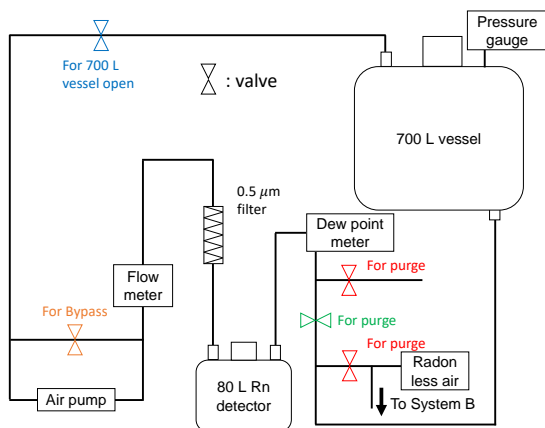 Pressure
gauge
For 700 L
vessel open
: valve
700 L vessel
0.5 μm
filter
Dew point
meter
Flow
meter
For purge
For Bypass
For purge
For purge
Radon
less air
Air pump
80 L Rn
detector
To System B